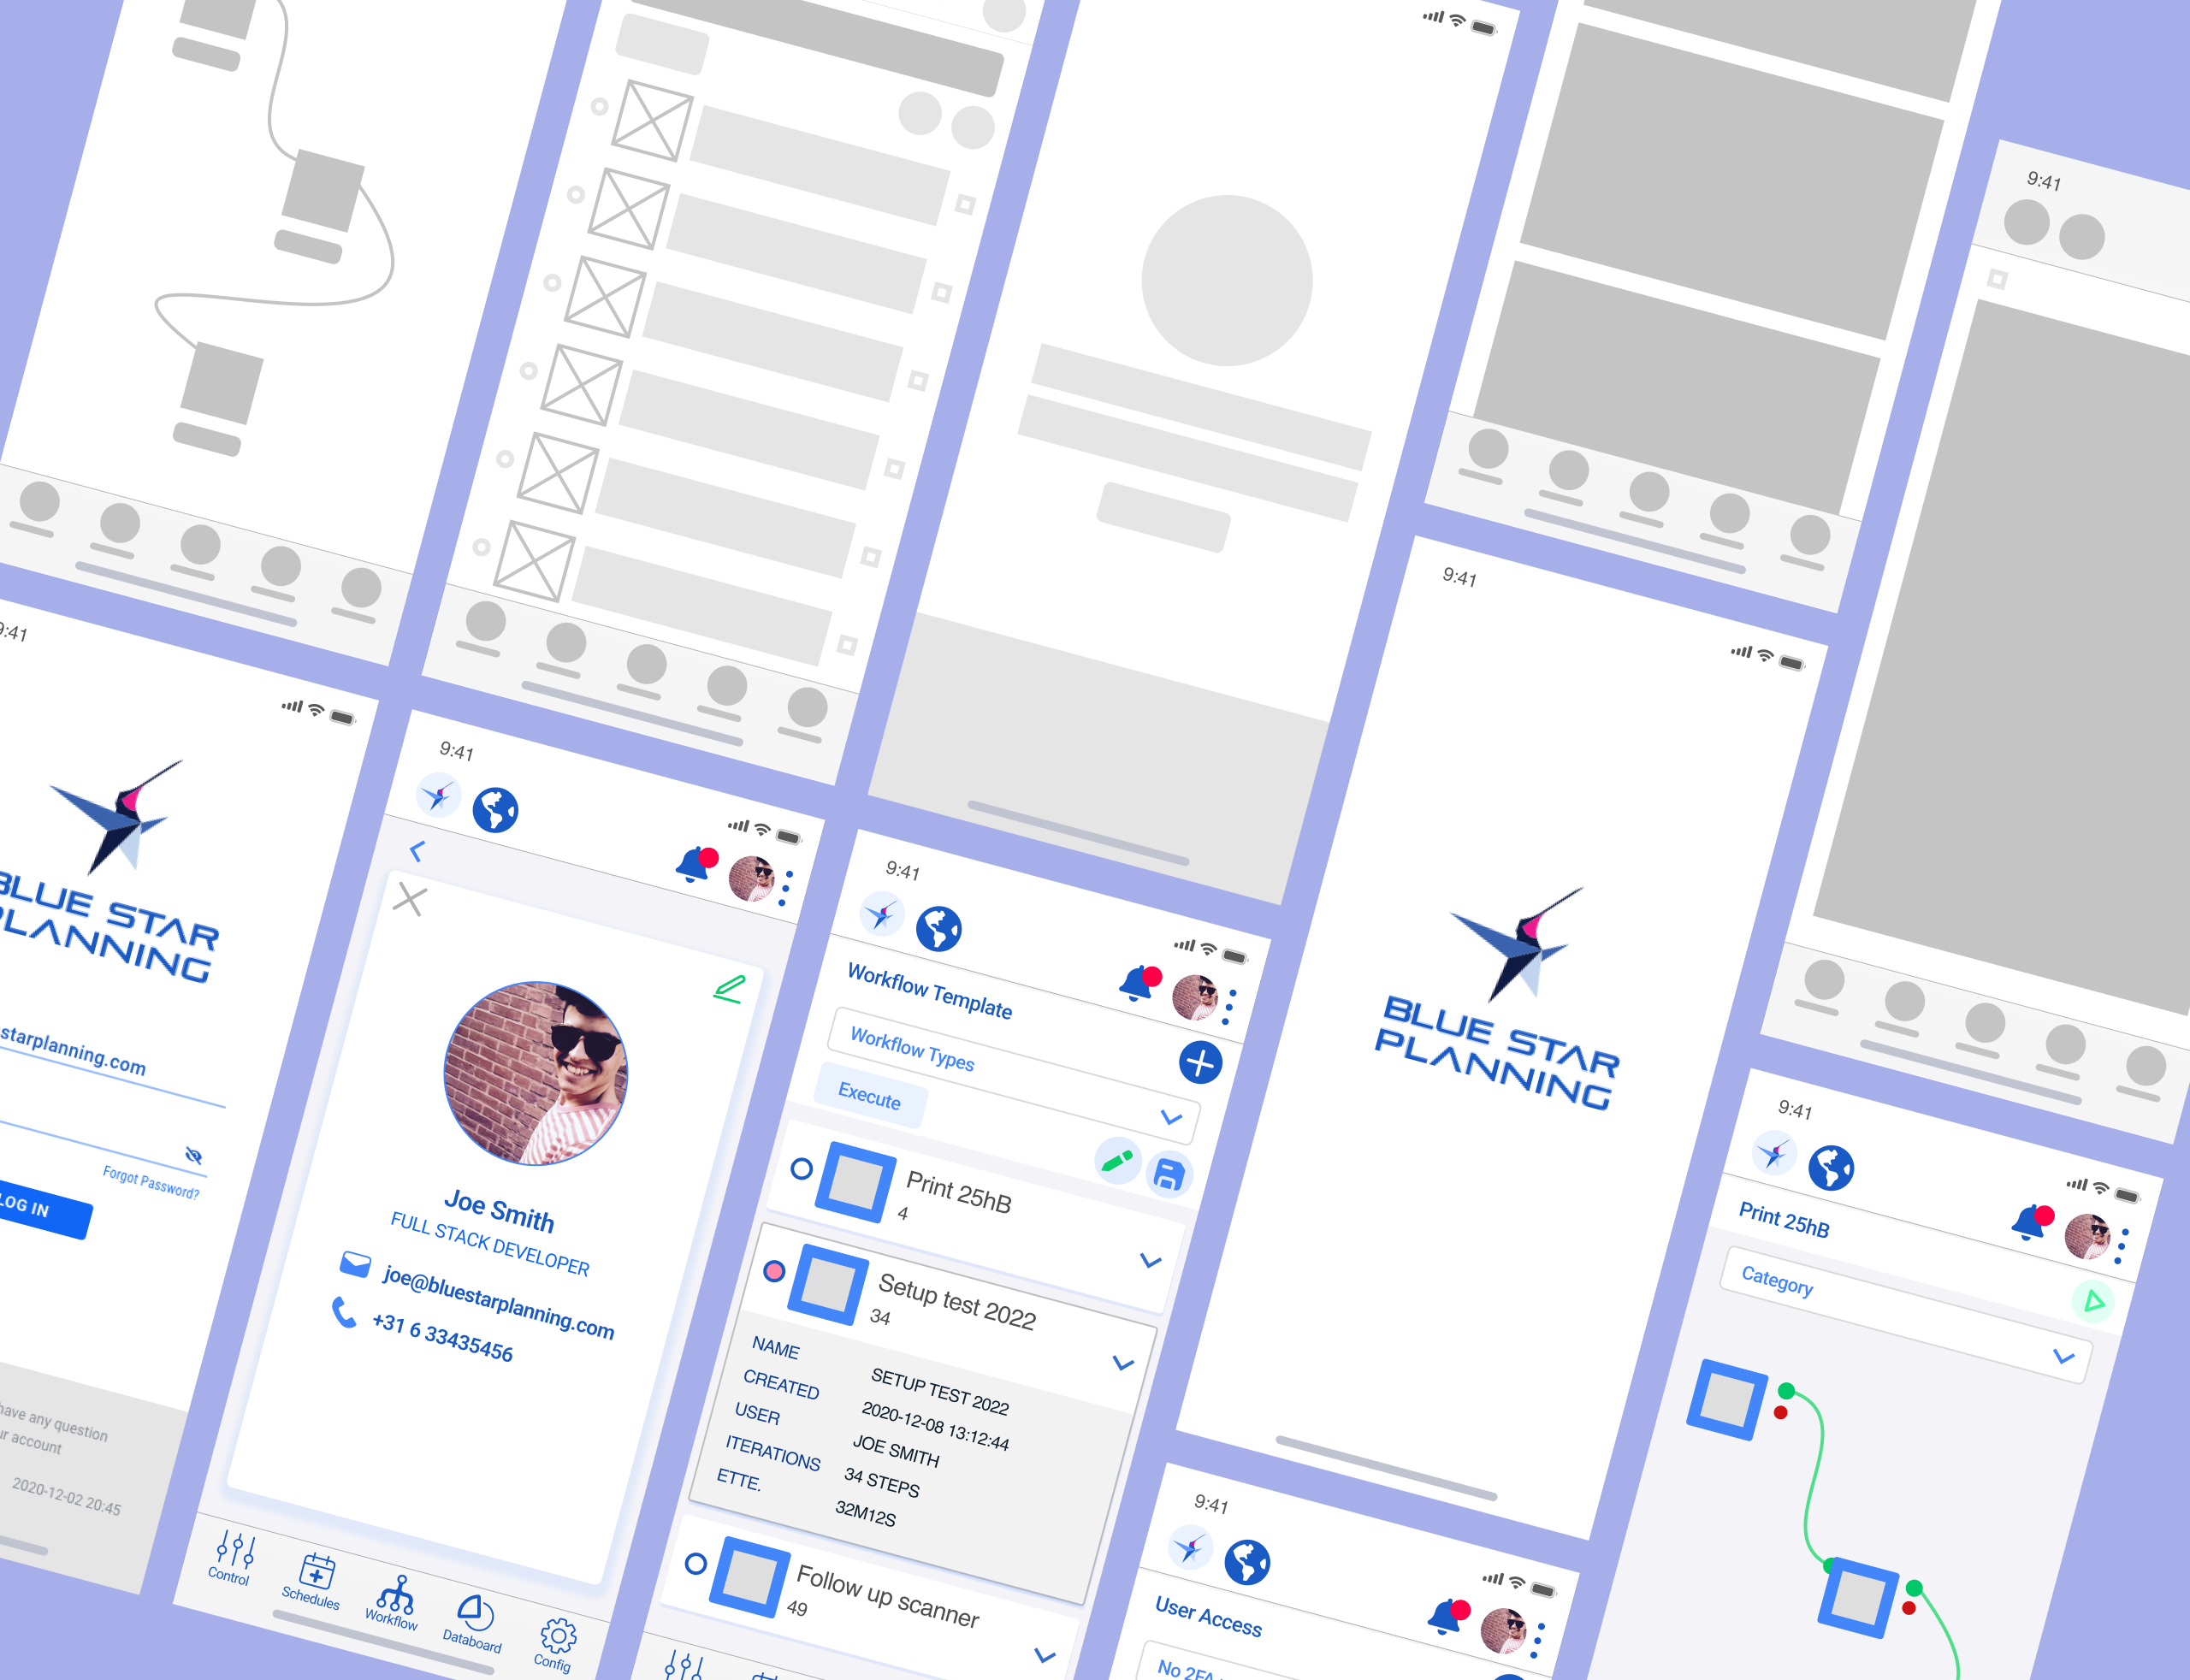 9:41
BLUE STAR
PLANNING
starplanning.com
Forgot Password?
LOG IN
have any question
ur account
2020-12-02 20:45
9:41
Joe Smith
FULL STACK DEVELOPER
joe@bluestarplanning.com
+31 6 33435456
Control
Schedules
Workflow
Databoard
Config
9:41
Workflow Template
Workflow Types
Execute
Print 25hB
4
Setup test 2022
34
NAME SETUP TEST 2022
CREATED 2020-12-08 13:12:44
USER JOE SMITH
ITERATIONS 34 STEPS
ETTE. 32M12S
Follow up scanner
49
9:41
BLUE STAR
PLANNING
9:41
User Access
No 2FA
9:41
9:41
Print 25hB
Category